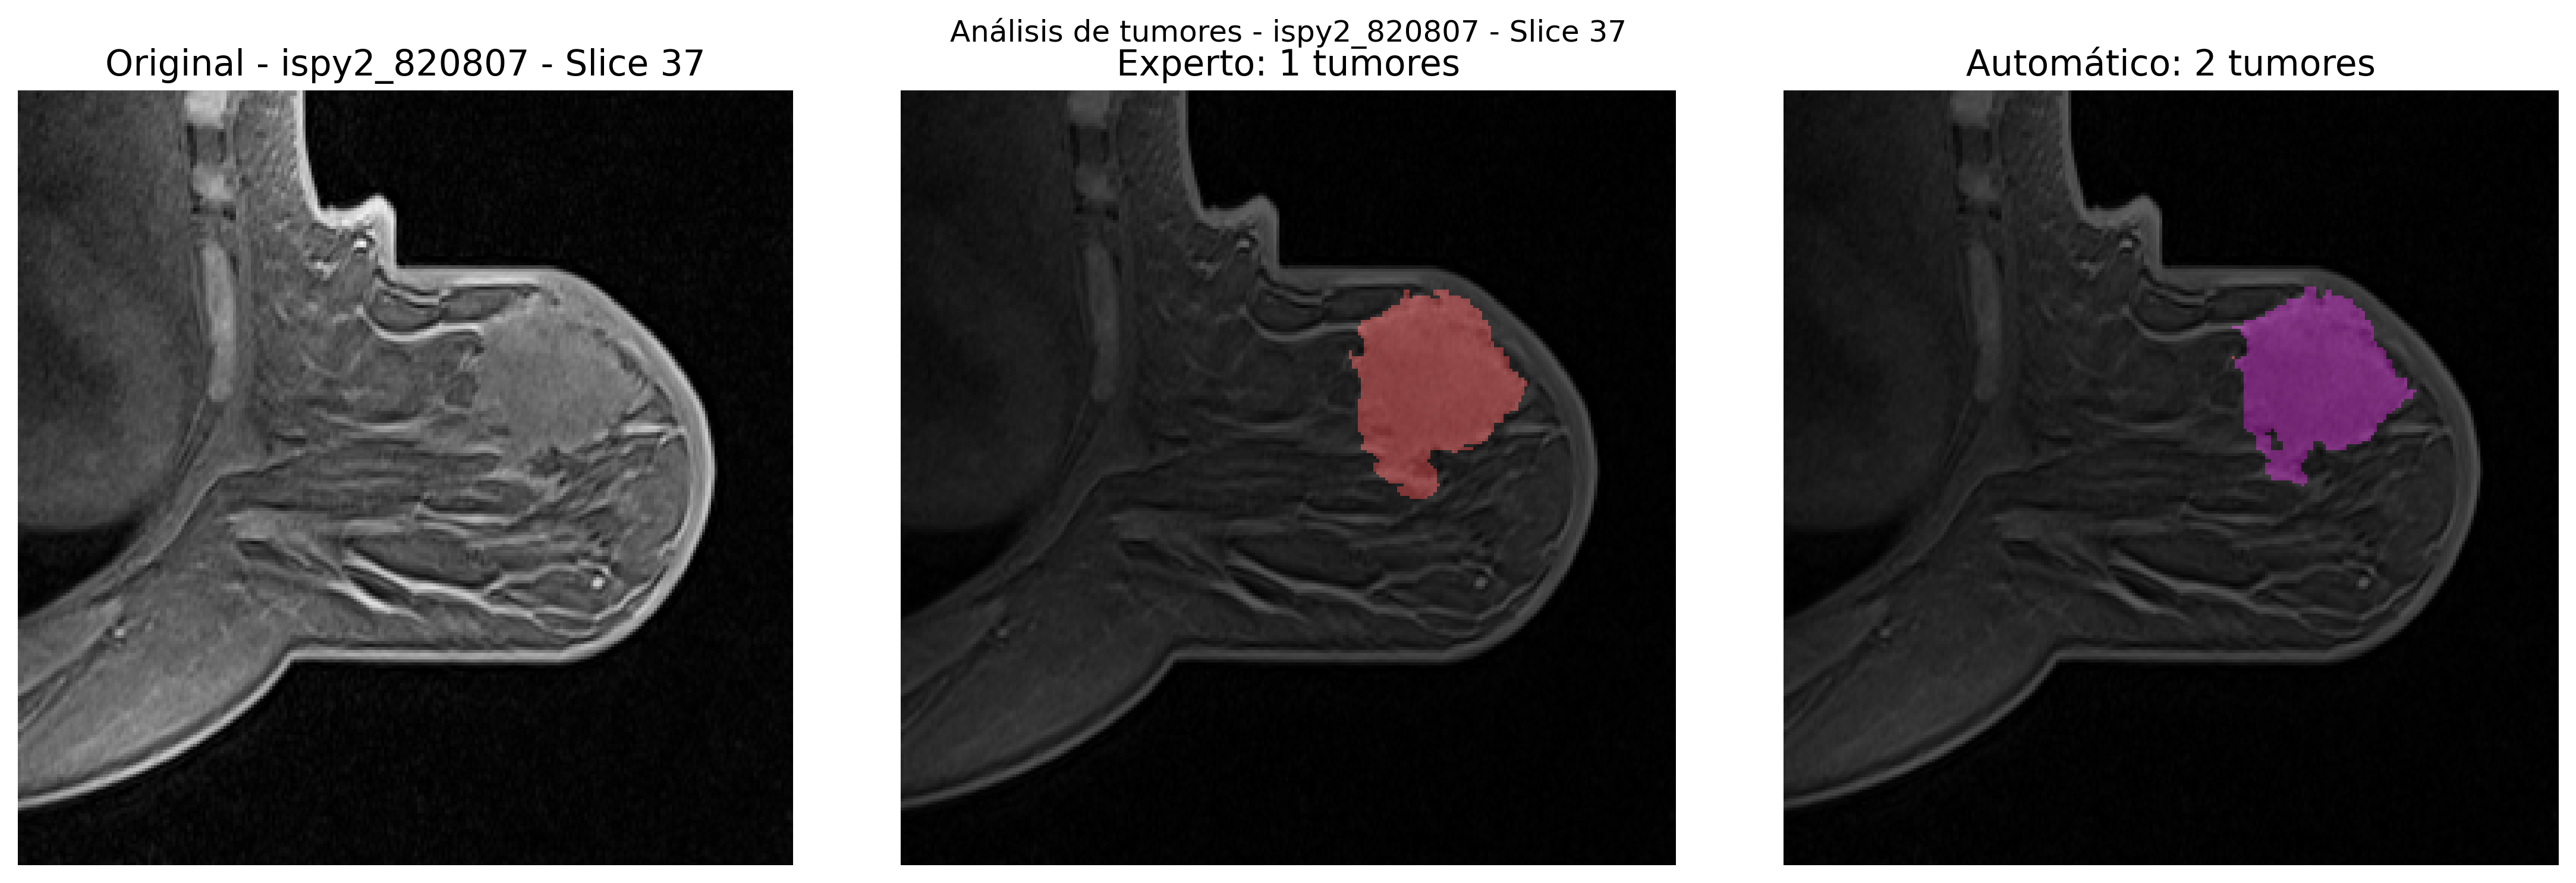 Análisis de tumores - ispy2_820807 - Slice 37
Original - ispy2_820807 - Slice 37
Experto: 1 tumores
Automático: 2 tumores